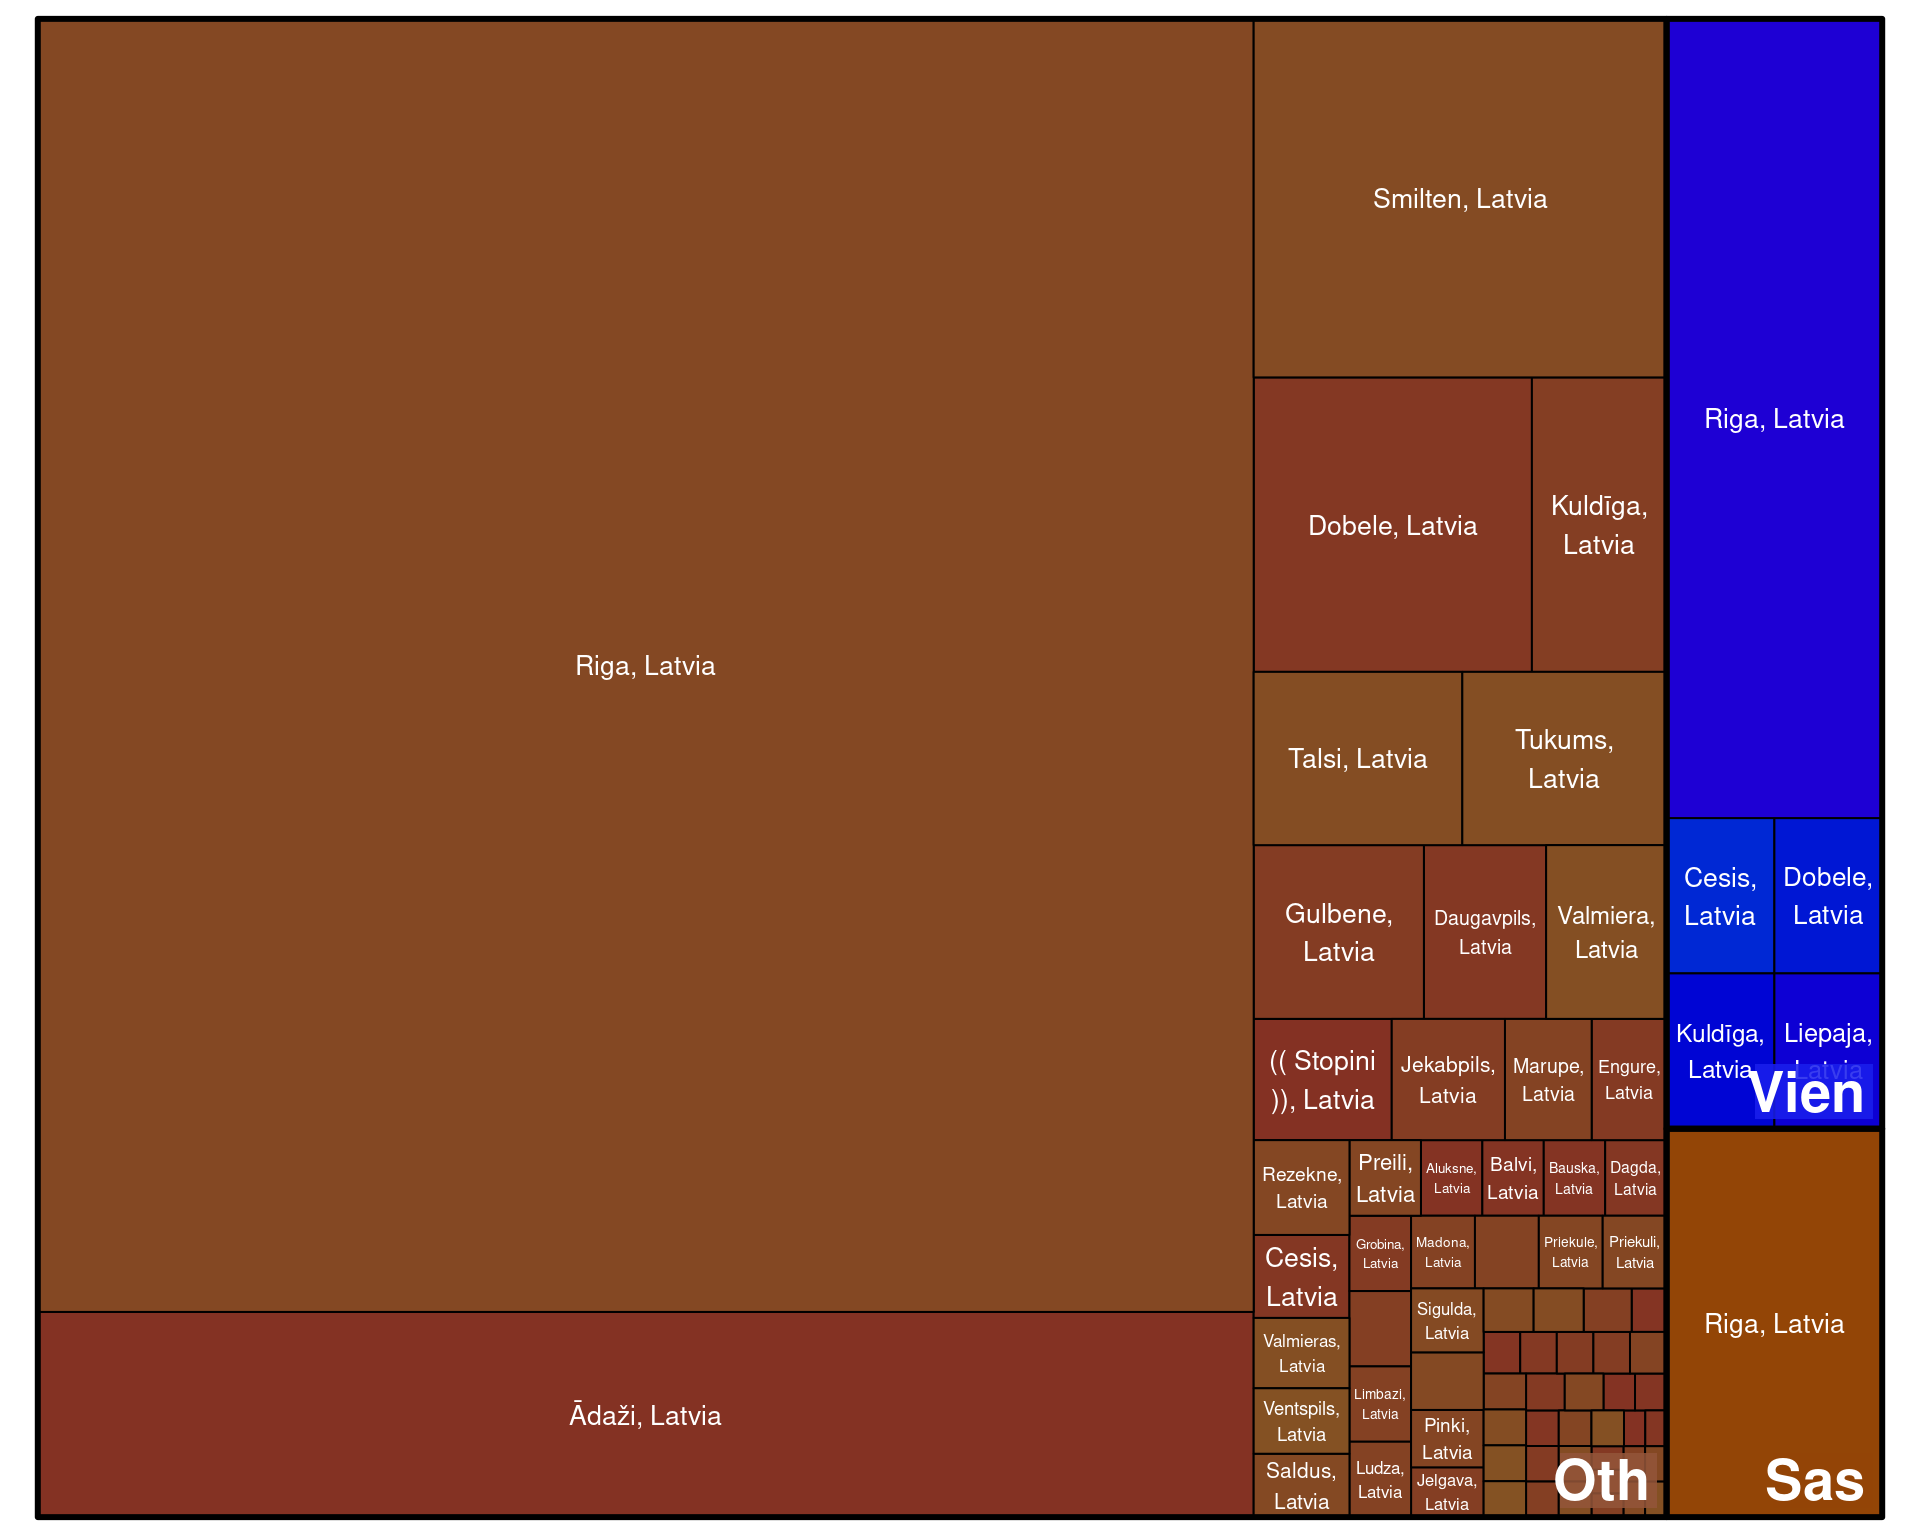 Riga, Latvia
Ādaži, Latvia
Smilten, Latvia
Dobele, Latvia
Kuldīga,
Latvia
Talsi, Latvia
Tukums,
Latvia
Gulbene,
Latvia
Daugavpils,
Latvia
Valmiera,
Latvia
(( Stopini
)), Latvia
Jekabpils,
Latvia
Marupe,
Latvia
Engure,
Latvia
Rezekne,
Latvia
Cesis,
Latvia
Valmieras,
Latvia
Ventspils,
Latvia
Saldus,
Latvia
Preili,
Latvia
Aluksne,
Latvia
Balvi,
Latvia
Bauska,
Latvia
Dagda,
Latvia
Grobina,
Latvia
Limbazi,
Latvia
Ludza,
Latvia
Madona,
Latvia
Priekule,
Latvia
Priekuli,
Latvia
Sigulda,
Latvia
Pinki,
Latvia
Jelgava,
Latvia
Oth
Riga, Latvia
Cesis,
Latvia
Dobele,
Latvia
Kuldīga,
Latvia
Liepaja,
Latvia
Vien
Riga, Latvia
Sas